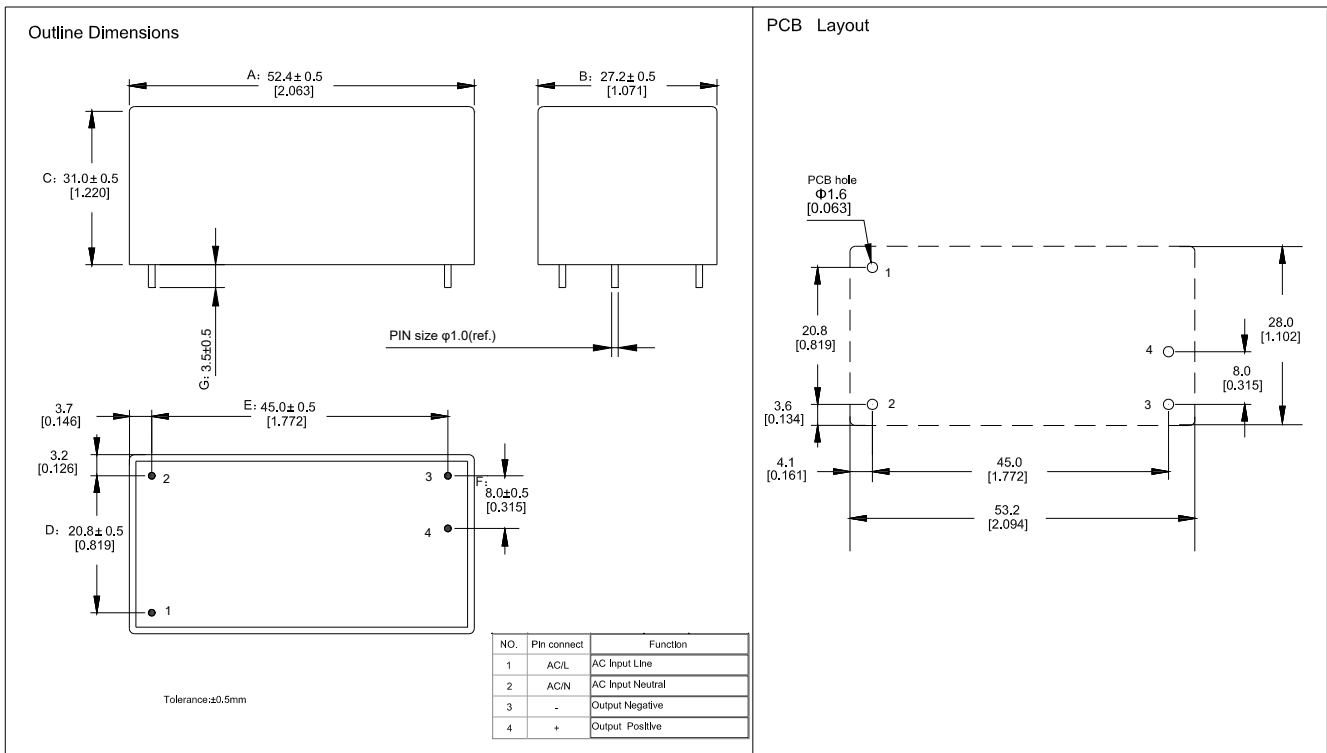 Outline Dimensions
A: 52.4±0.5
[2.063]
B: 27.2±0.5
[1.071]
C: 31.0±0.5
[1.220]
G: 3.5±0.5
PIN size φ1.0(ref.)
3.7
[0.146]
E: 45.0±0.5
[1.772]
3.2
[0.126]
2
3
F:
8.0±0.5
[0.315]
D: 20.8±0.5
[0.819]
4
1
Tolerance:±0.5mm
NO. Pin connect Function
1 AC/L AC Input Line
2 AC/N AC Input Neutral
3 - Output Negative
4 + Output Positive
PCB Layout
PCB hole
Φ1.6
[0.063]
1
20.8
[0.819]
4
28.0
[1.102]
8.0
[0.315]
2
3
3.6
[0.134]
4.1
[0.161]
45.0
[1.772]
53.2
[2.094]